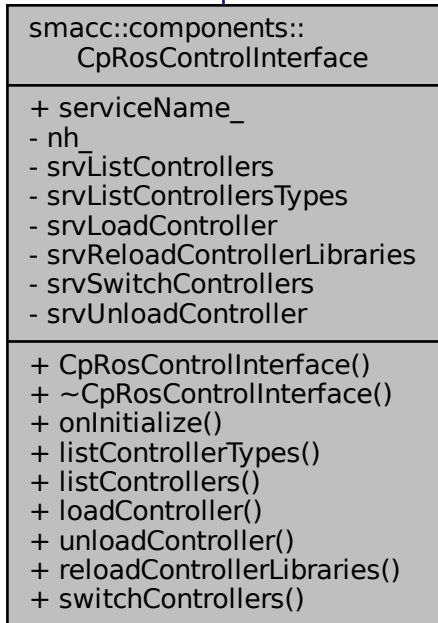 smacc::components::
CpRosControlInterface
+ serviceName_
- nh_
- srvListControllers
- srvListControllersTypes
- srvLoadController
- srvReloadControllerLibraries
- srvSwitchControllers
- srvUnloadController
+ CpRosControlInterface()
+ ~CpRosControlInterface()
+ onInitialize()
+ listControllerTypes()
+ listControllers()
+ loadController()
+ unloadController()
+ reloadControllerLibraries()
+ switchControllers()